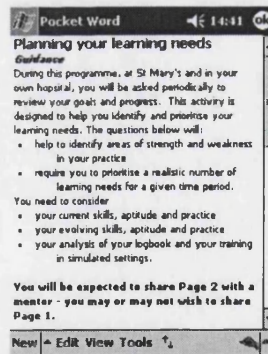 Pocket Word 14:41 ok
Planning your learning needs
Guidance
During this programme, at St Mary's and in your
own hopsital, you will be asked periodically to
review your goals and progress. This activity is
designed to help you identify and prioritise your
learning needs. The questions below will:
• help to identify areas of strength and weakness
in your practice
• require you to prioritise a realistic number of
learning needs for a given time period.
You need to consider
• your current skills, aptitude and practice
• your evolving skills, aptitude and practice
• your analysis of your logbook and your training
in simulated settings.
You will be expected to share Page 2 with a
mentor - you may or may not wish to share
Page 1.
New Edit View Tools